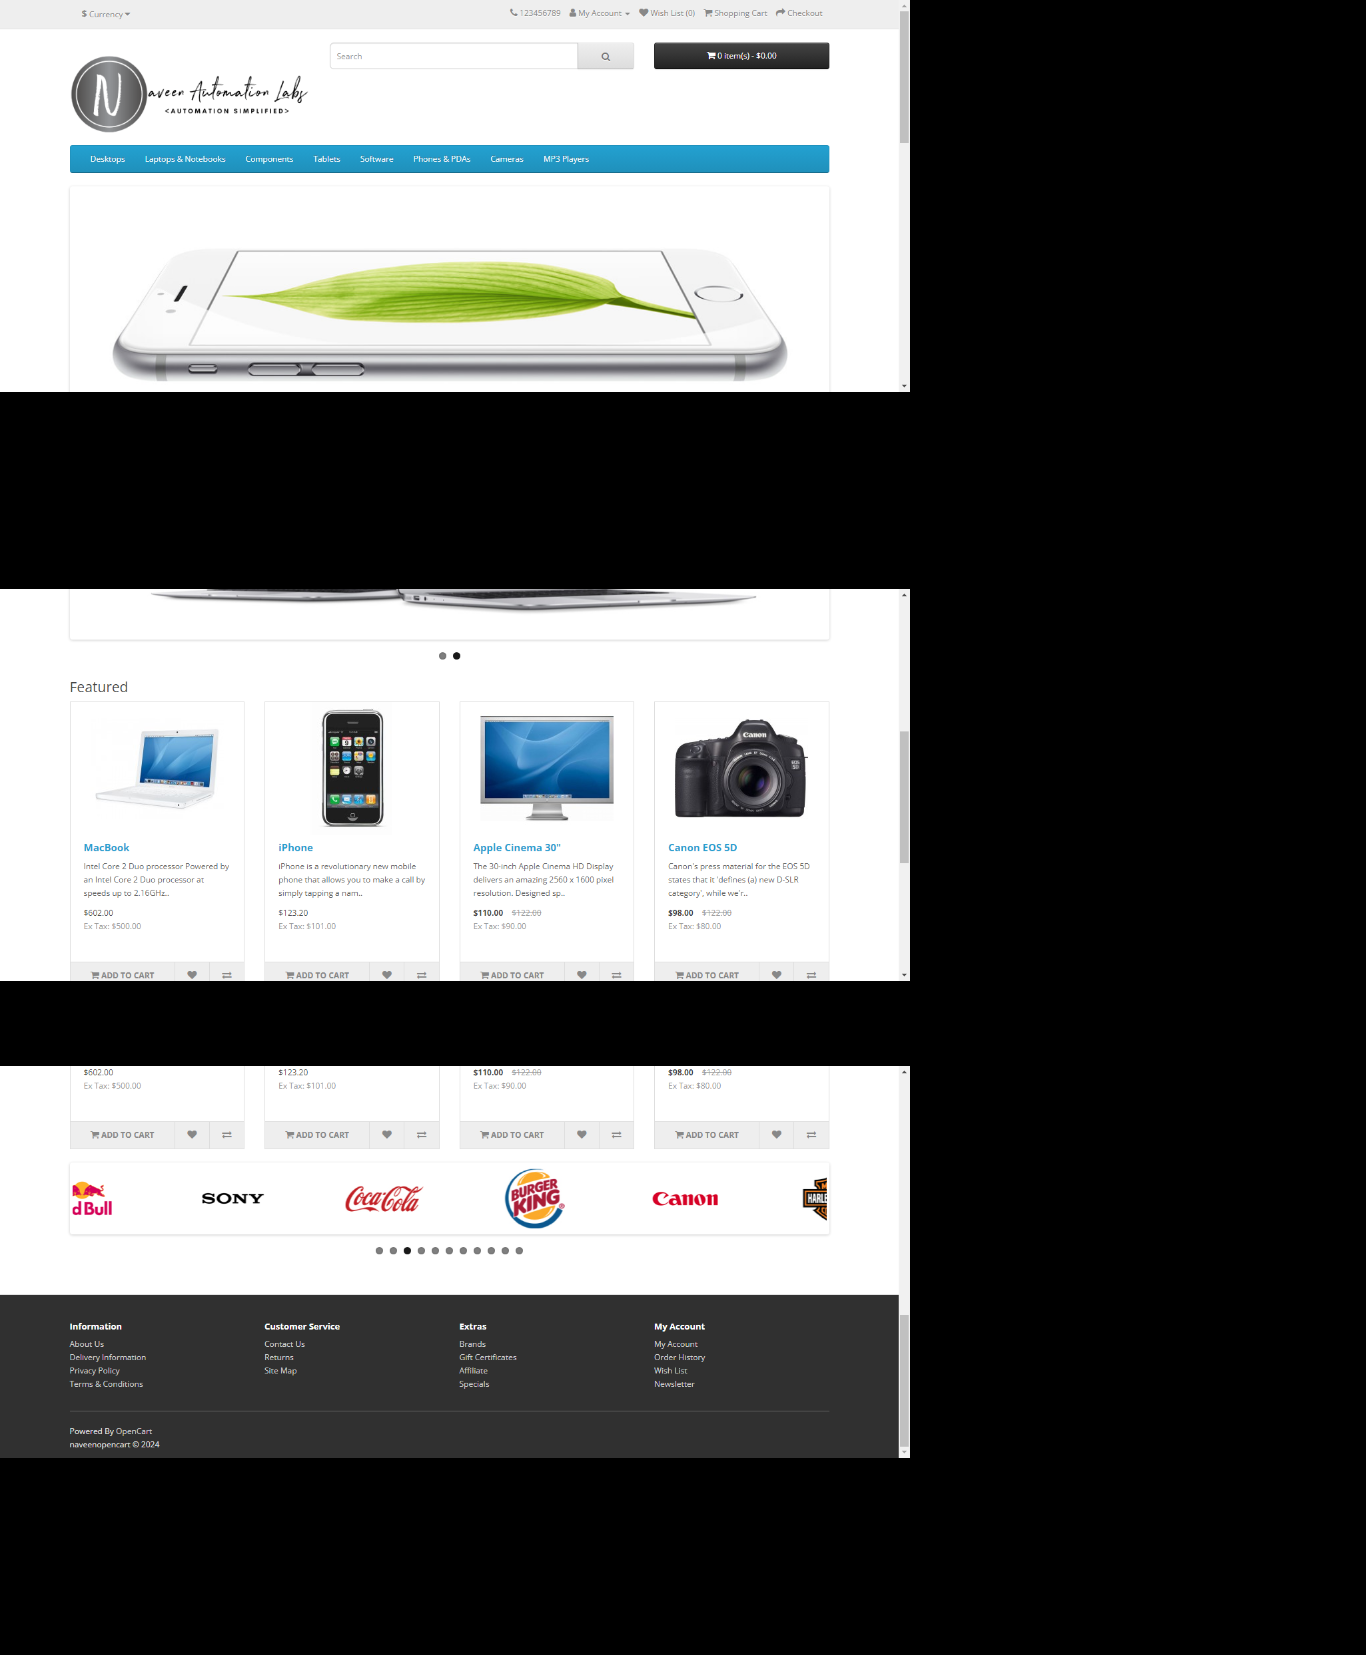 $ Currency
123456789 My Account Wish List (0) Shopping Cart Checkout
Search
0 item(s) - $0.00
N
aveen Automation Labs
<AUTOMATION SIMPLIFIED>
Desktops Laptops & Notebooks Components Tablets Software Phones & PDAs Cameras MP3 Players
Featured
Canon
MacBook
Intel Core 2 Duo processor Powered by
an Intel Core 2 Duo processor at
speeds up to 2.16GHz..
$602.00
Ex Tax: $500.00
ADD TO CART
iPhone
iPhone is a revolutionary new mobile
phone that allows you to make a call by
simply tapping a nam..
$123.20
Ex Tax: $101.00
ADD TO CART
Apple Cinema 30"
The 30-inch Apple Cinema HD Display
delivers an amazing 2560 x 1600 pixel
resolution. Designed sp..
$110.00 $122.00
Ex Tax: $90.00
ADD TO CART
Canon EOS 5D
Canon's press material for the EOS 5D
states that it 'defines (a) new D-SLR
category', while we'r..
$98.00 $122.00
Ex Tax: $80.00
ADD TO CART
$602.00
Ex Tax: $500.00
ADD TO CART
$123.20
Ex Tax: $101.00
ADD TO CART
$110.00 $122.00
Ex Tax: $90.00
ADD TO CART
$98.00 $122.00
Ex Tax: $80.00
ADD TO CART
d Bull
SONY
Coca-Cola
BURGER
KING
Canon
HARLE
Information
About Us
Delivery Information
Privacy Policy
Terms & Conditions
Customer Service
Contact Us
Returns
Site Map
Extras
Brands
Gift Certificates
Affiliate
Specials
My Account
My Account
Order History
Wish List
Newsletter
Powered By OpenCart
naveenopencart © 2024